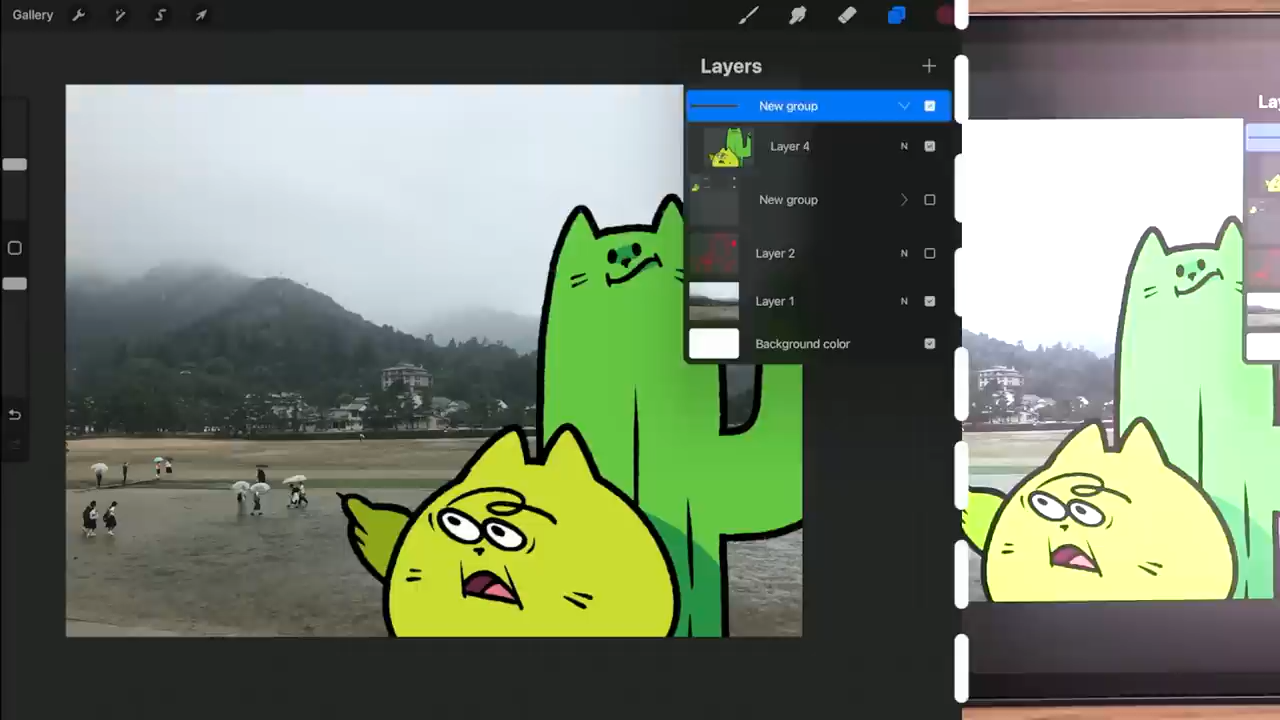 Gallery
Layers
New group
Layer 4 N
New group
Layer 2 N
Layer 1 N
Background color